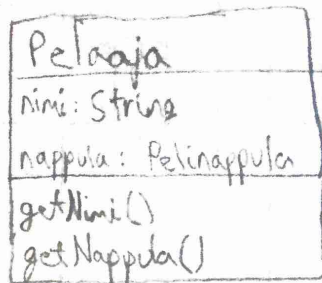 Pelaaja
nimi: String
nappula: Pelinappula
getNimi()
getNappula()